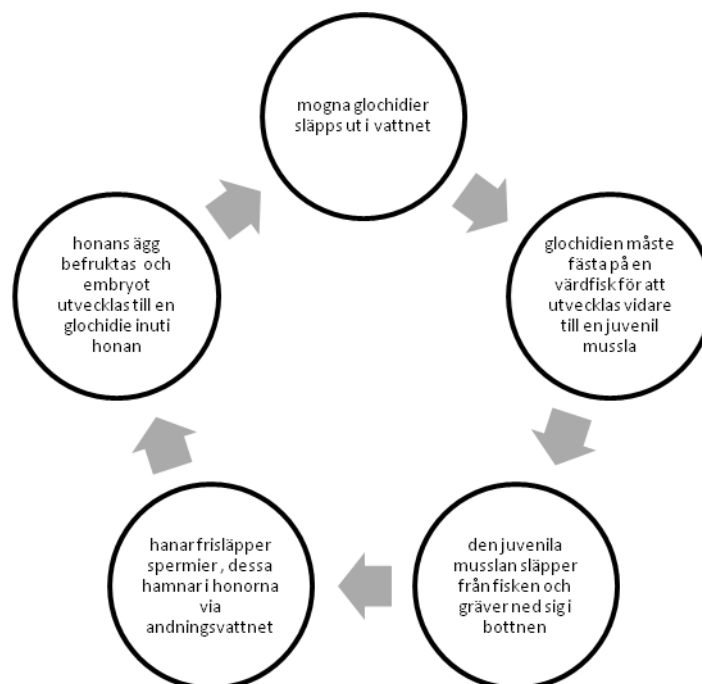 mogna glochidier
släpps ut i vattnet
glochidien måste
fästa på en
värdfisk för att
utvecklas vidare
till en juvenil
mussla
den juvenila
musslan släpper
från fisken och
gräver ned sig i
bottnen
hanar frisläpper
spermier , dessa
hamnar i honorna
via
andningsvattnet
honans ägg
befruktas och
embryot
utvecklas till en
glochidie inuti
honan